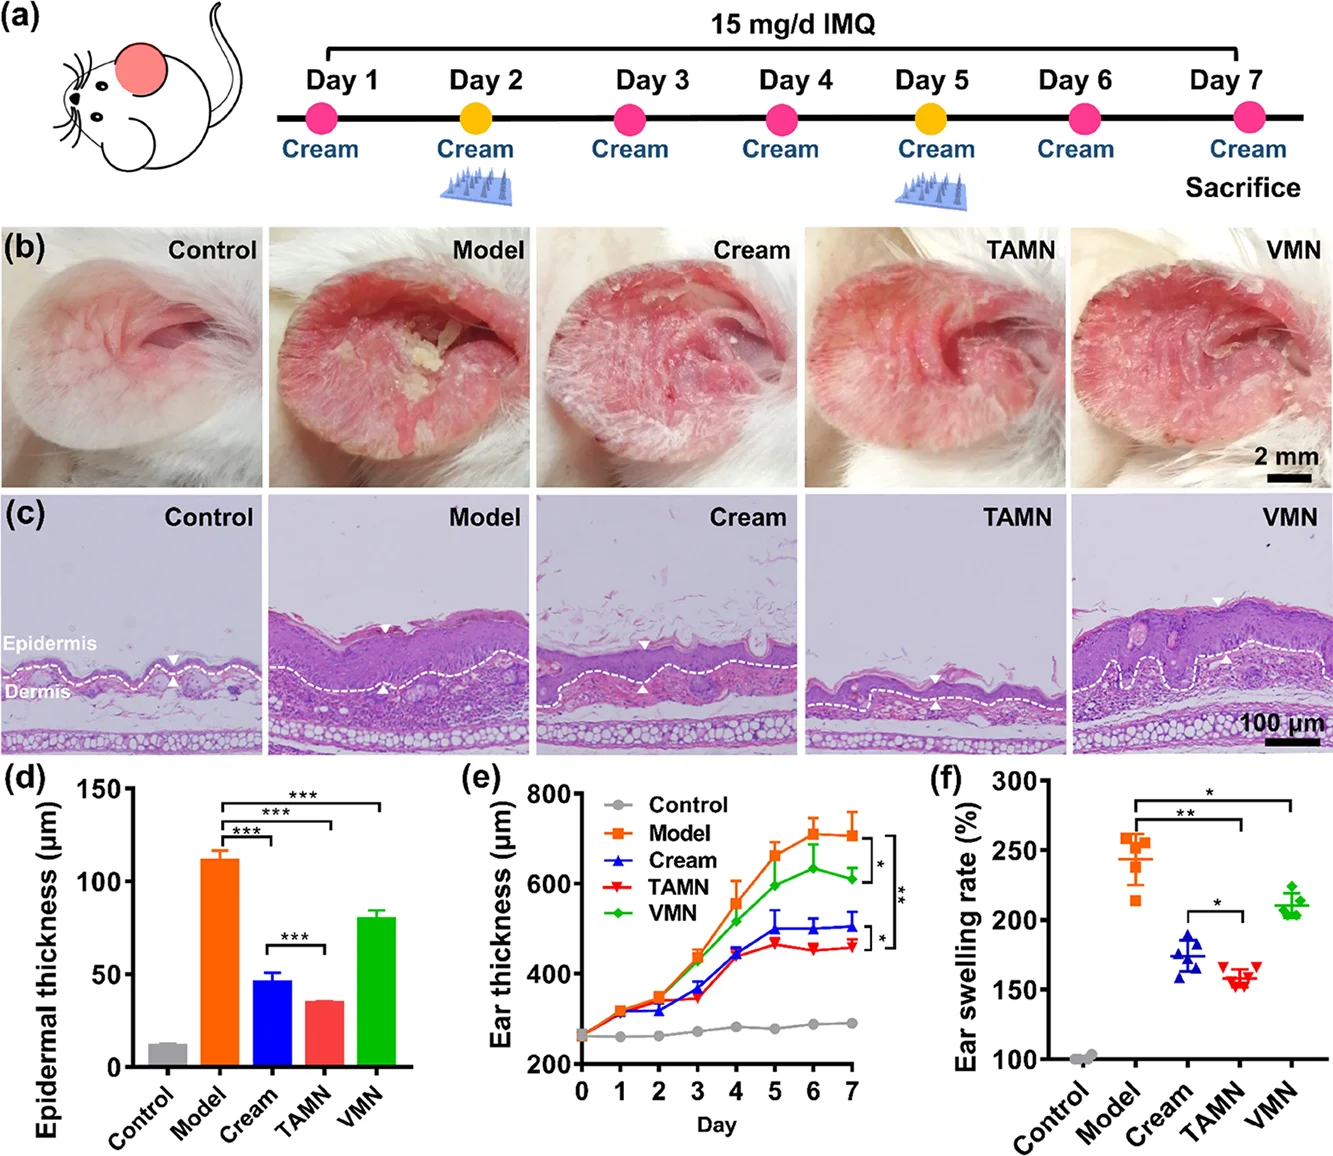 (a)
15 mg/d IMQ
Day 1 Day 2 Day 3 Day 4 Day 5 Day 6 Day 7
Cream Cream Cream Cream Cream Cream Cream
Sacrifice
(b) Control Model Cream TAMN VMN
2 mm
(c) Control Model Cream TAMN VMN
Epidermis
Dermis
100 μm
(d)
Epidermal thickness (μm)
150
100
50
0
***
***
***
***
Control Model Cream TAMN VMN
(e)
Ear thickness (μm)
800
600
400
200
Control
Model
Cream
TAMN
VMN
*
**
*
0 1 2 3 4 5 6 7
Day
(f)
Ear swelling rate (%)
300
250
200
150
100
*
**
*
Control Model Cream TAMN VMN